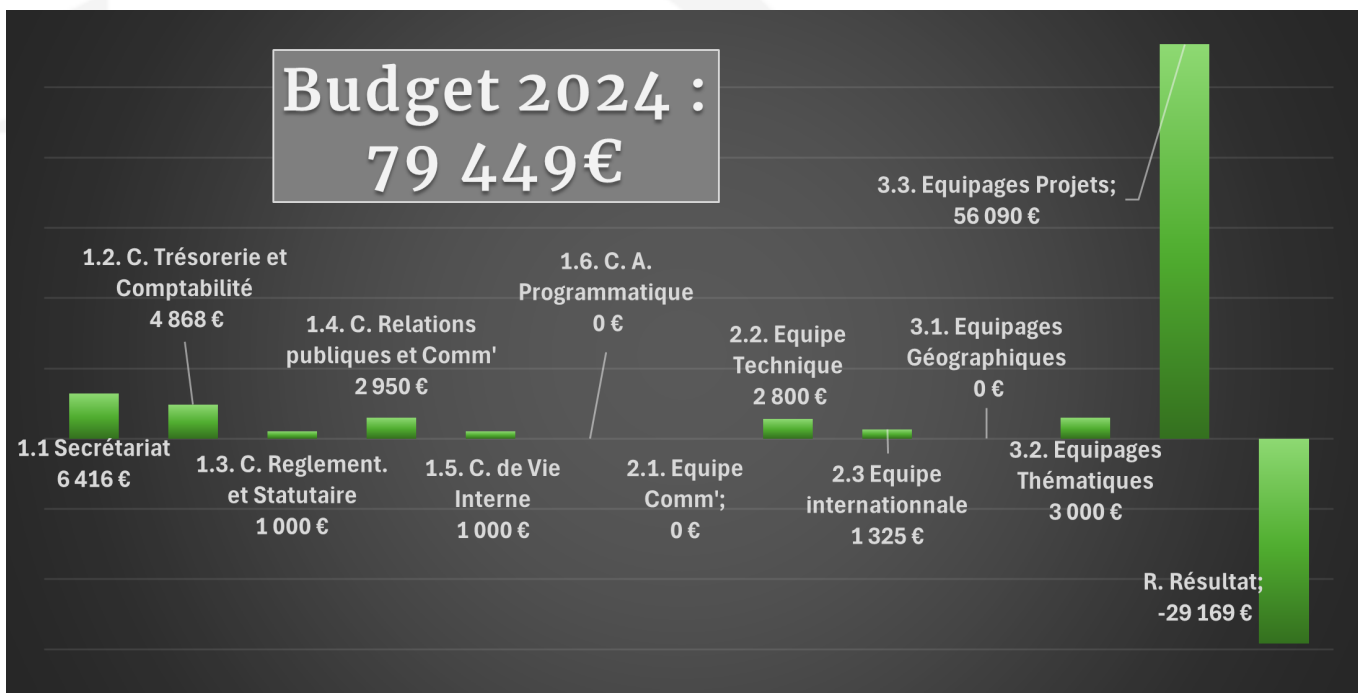 Budget 2024 :
79 449€
1.1 Secrétariat
6 416 €
1.2. C. Trésorerie et
Comptabilité
4 868 €
1.3. C. Reglement.
et Statutaire
1 000 €
1.4. C. Relations
publiques et Comm'
2 950 €
1.5. C. de Vie
Interne
1 000 €
1.6. C. A.
Programmatique
0 €
2.1. Equipe
Comm';
0 €
2.2. Equipe
Technique
2 800 €
2.3 Equipe
internationnale
1 325 €
3.1. Equipages
Géographiques
0 €
3.2. Equipages
Thématiques
3 000 €
3.3. Equipages Projets;
56 090 €
R. Résultat;
-29 169 €